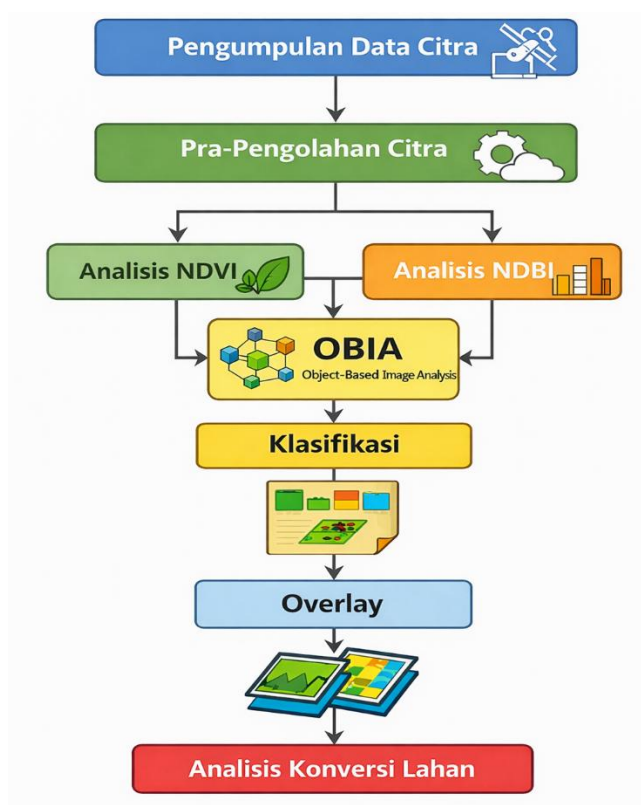 Pengumpulan Data Citra
Pra-Pengolahan Citra
Analisis NDVI
Analisis NDBI
OBIA
Object-Based Image Analysis
Klasifikasi
Overlay
Analisis Konversi Lahan